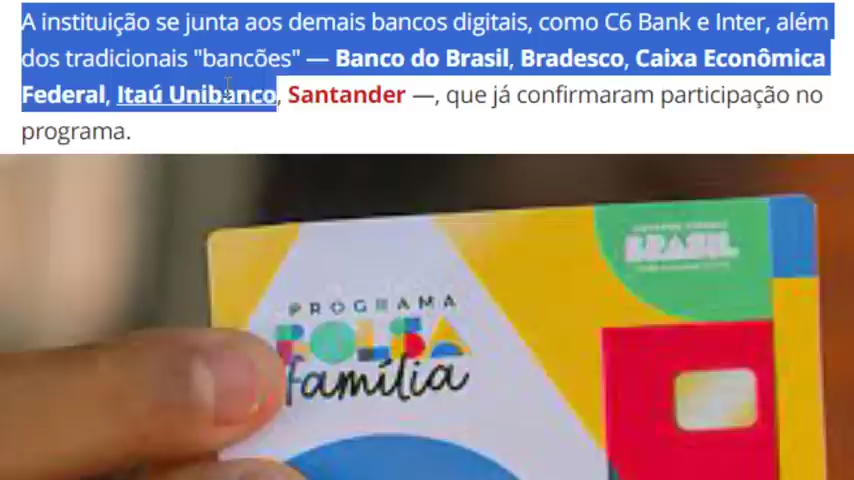 A instituição se junta aos demais bancos digitais, como C6 Bank e Inter, além
dos tradicionais "bancões" — Banco do Brasil, Bradesco, Caixa Econômica
Federal, Itaú Unibanco, Santander —, que já confirmaram participação no
programa.
PROGRAMA
BOLSA
família
BRASIL